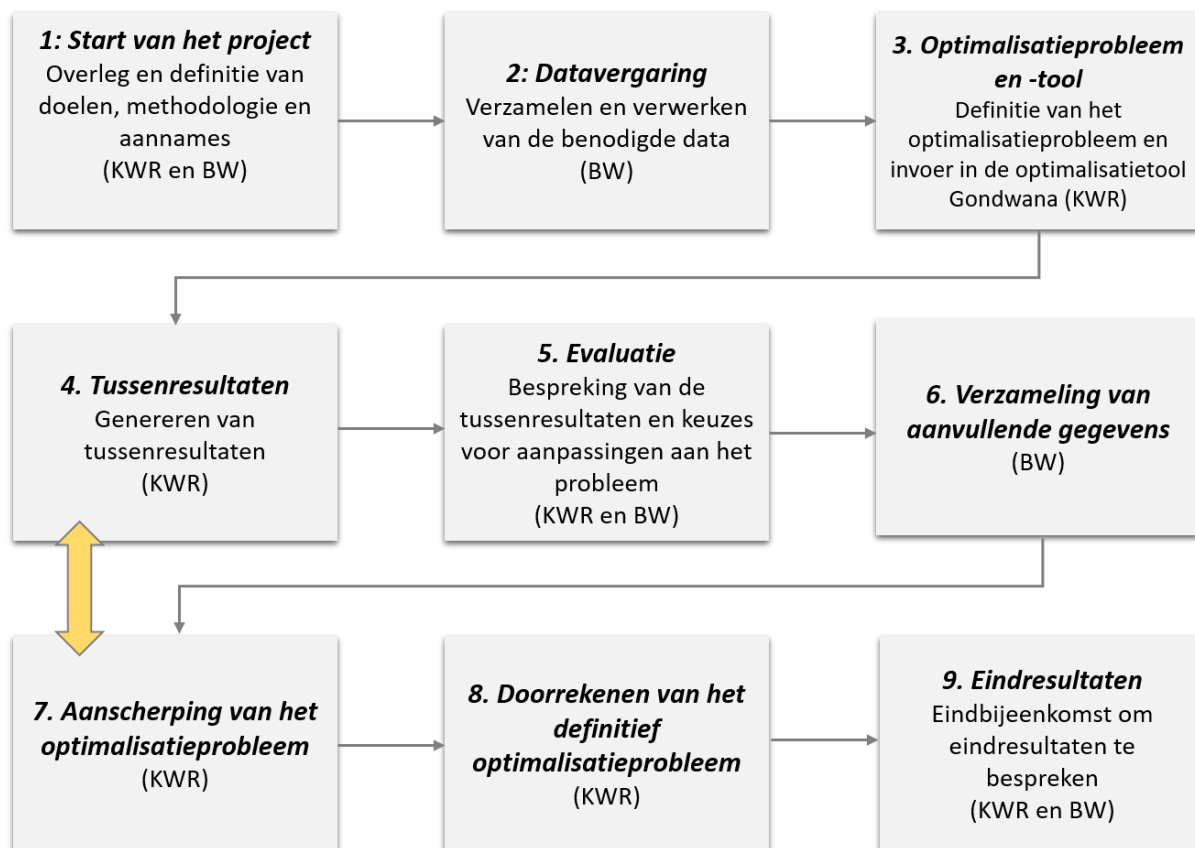 1: Start van het project
Overleg en definitie van
doelen, methodologie en
aannames
(KWR en BW)
2: Datavergaring
Verzamelen en verwerken
van de benodigde data
(BW)
3. Optimalisatieprobleem
en -tool
Definitie van het
optimalisatieprobleem en
invoer in de optimalisatietool
Gondwana (KWR)
4. Tussenresultaten
Genereren van
tussenresultaten
(KWR)
5. Evaluatie
Bespreking van de
tussenresultaten en keuzes
voor aanpassingen aan het
probleem
(KWR en BW)
6. Verzameling van
aanvullende gegevens
(BW)
7. Aanscherping van het
optimalisatieprobleem
(KWR)
8. Doorrekenen van het
definitief
optimalisatieprobleem
(KWR)
9. Eindresultaten
Eindbijeenkomst om
eindresultaten te
bespreken
(KWR en BW)